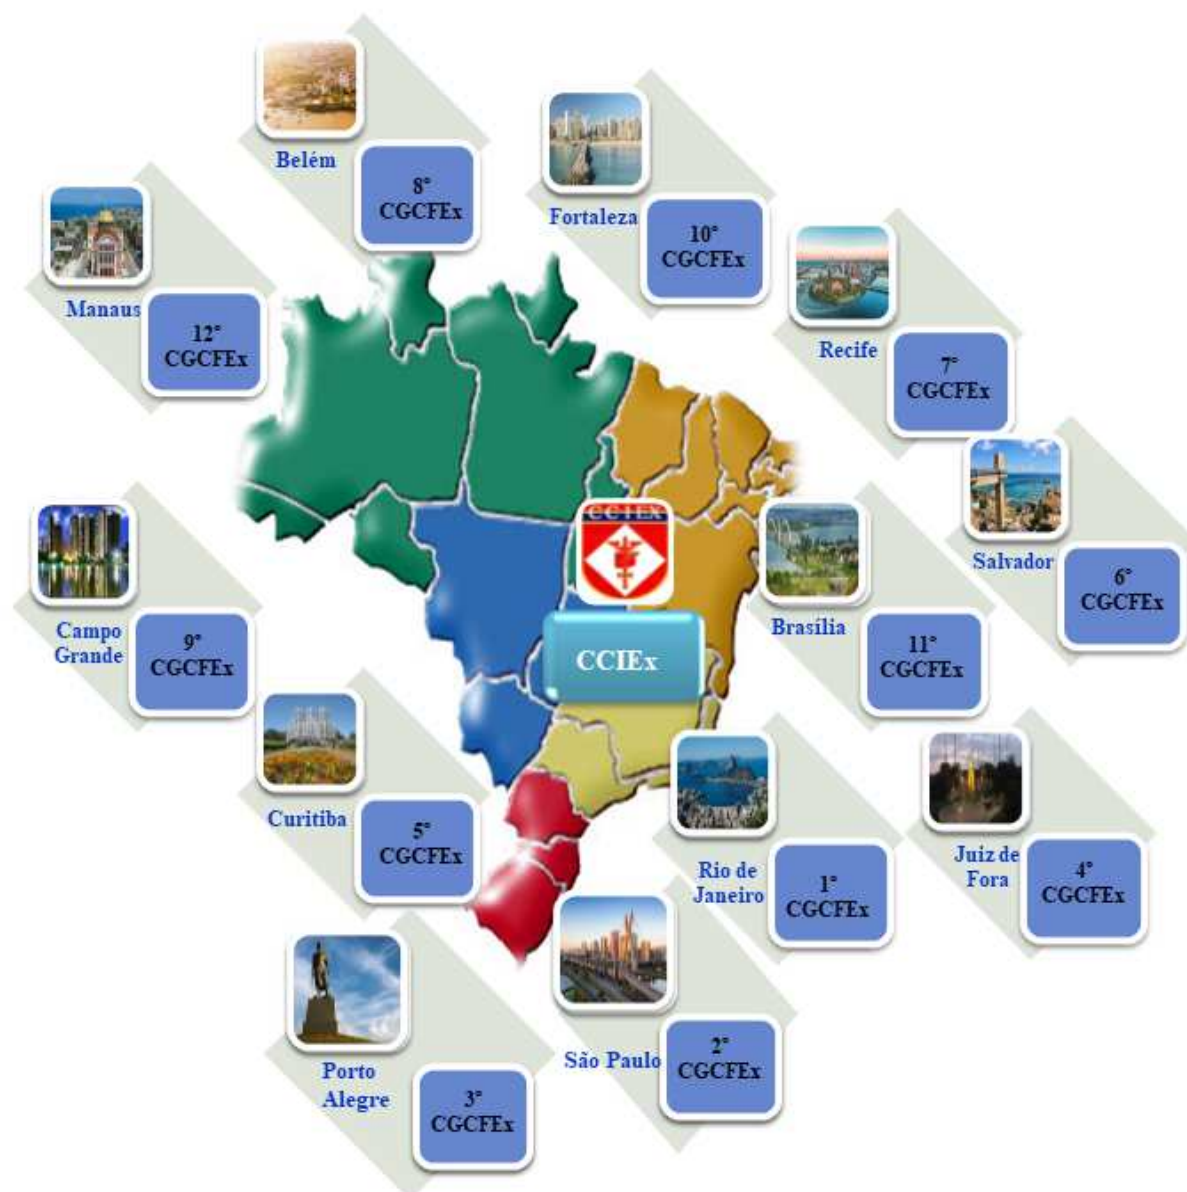 Belém
8°
CGCFEx
Fortaleza
10°
CGCFEx
Manaus
12°
CGCFEx
Recife
7°
CGCFEx
Salvador
6°
CGCFEx
CCIEX
CCIEx
Brasília
11°
CGCFEx
Campo
Grande
9°
CGCFEx
Curitiba
5°
CGCFEx
Rio de
Janeiro
1°
CGCFEx
Juiz de
Fora
4°
CGCFEx
São Paulo
2°
CGCFEx
Porto
Alegre
3°
CGCFEx